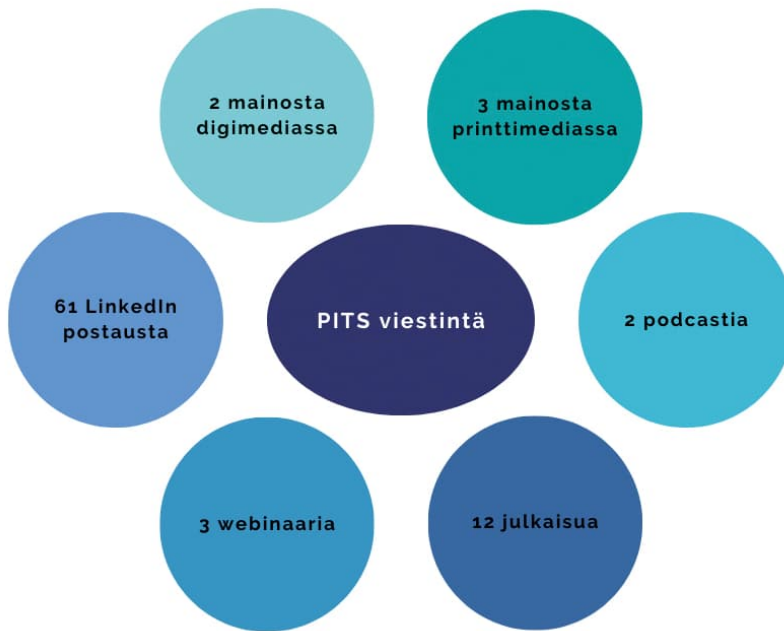 2 mainosta
digimediassa
3 mainosta
printtimediassa
61 LinkedIn
postausta
PITS viestintä
2 podcastia
3 webinaaria
12 julkaisua